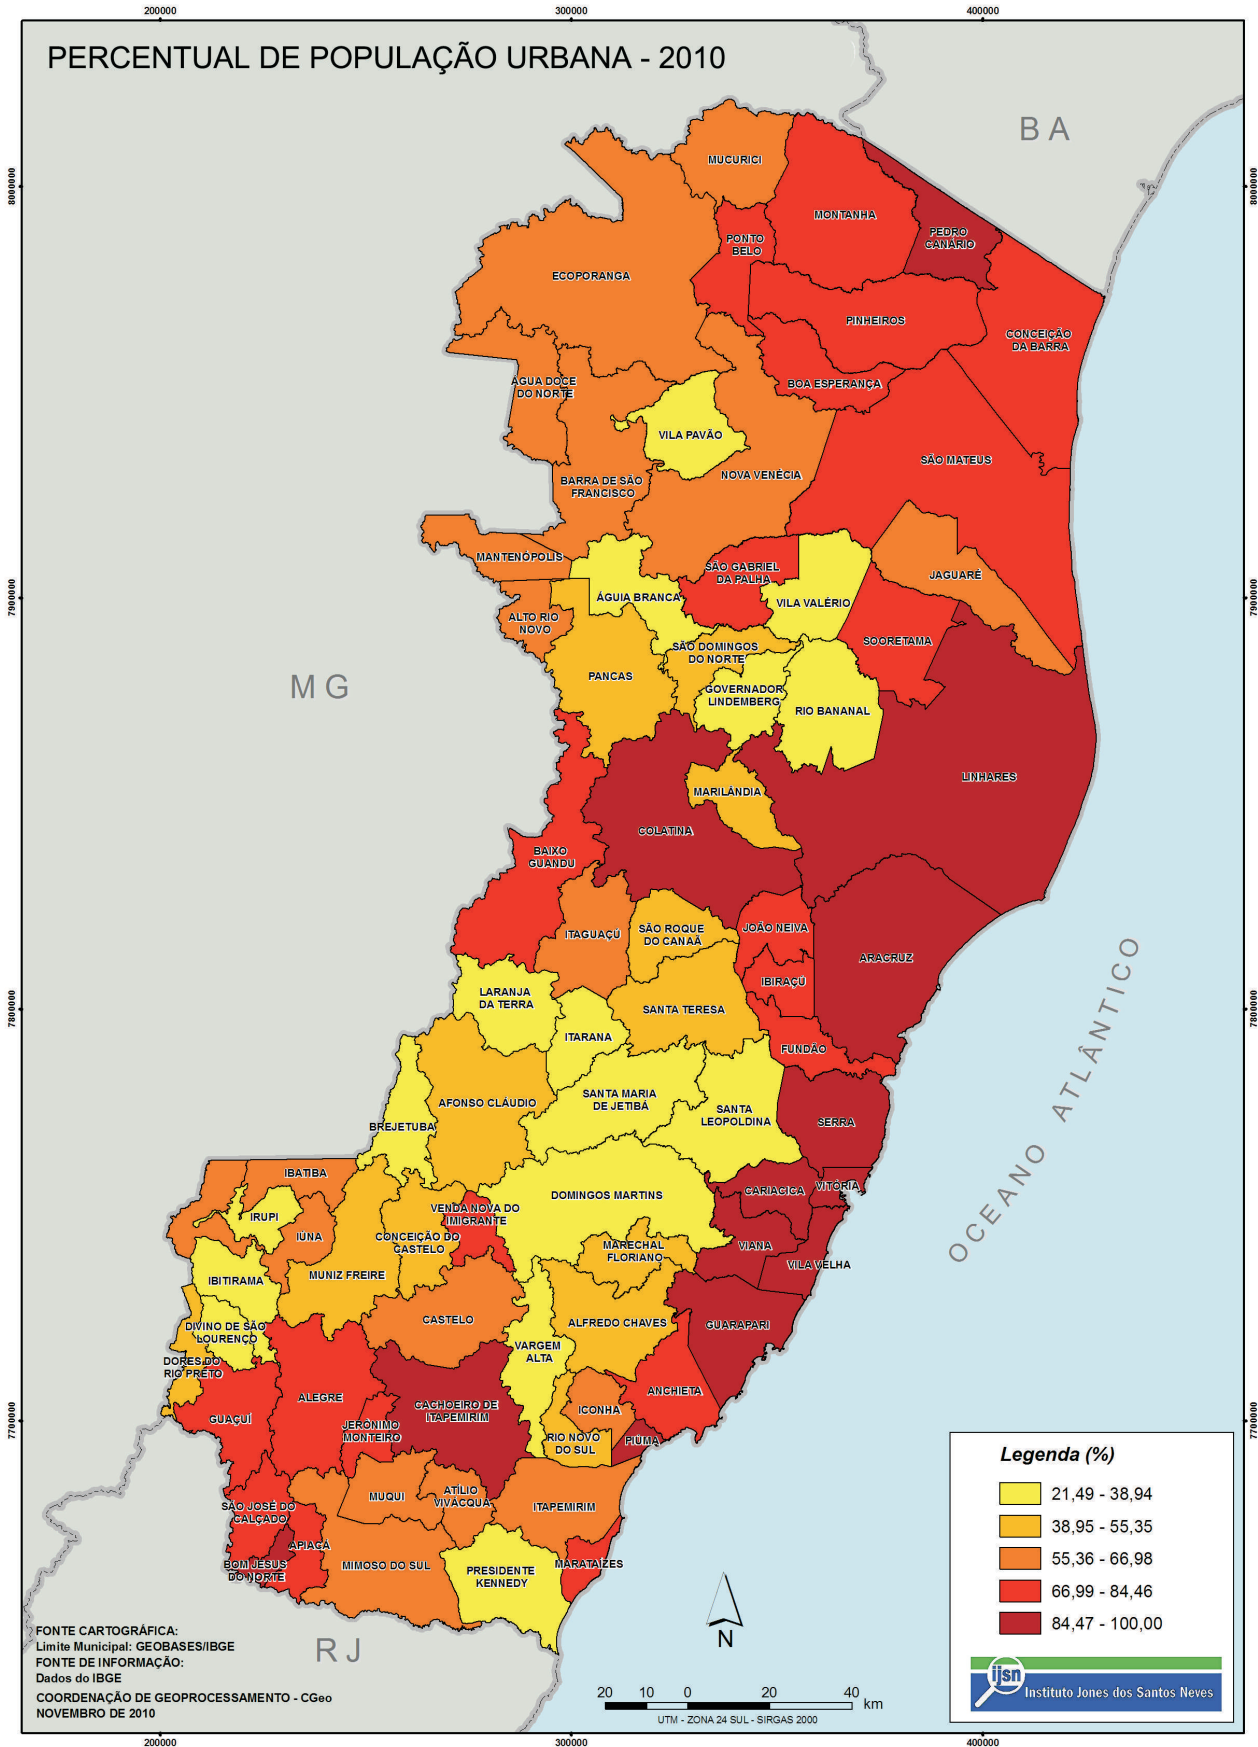 200000
300000
400000
PERCENTUAL DE POPULAÇÃO URBANA - 2010
BA
8000000
8000000
MUCURICI
MONTANHA
PEDRO
CANÁRIO
PONTO
BELO
ECOPORANGA
PINHEIROS
CONCEIÇÃO
DA BARRA
ÁGUA DOCE
DO NORTE
BOA ESPERANÇA
VILA PAVÃO
SÃO MATEUS
NOVA VENÉCIA
BARRA DE SÃO
FRANCISCO
MANTENÓPOLIS
SÃO GABRIEL
DA PALHA
JAGUARÉ
7900000
7900000
ÁGUIA BRANCA
VILA VALÉRIO
ALTO RIO
NOVO
SOORETAMA
SÃO DOMINGOS
DO NORTE
PANCAS
MG
GOVERNADOR
LINDEMBERG
RIO BANANAL
LINHARES
MARILÂNDIA
COLATINA
BAIXO
GUANDU
ITAGUAÇÚ
SÃO ROQUE
DO CANAÃ
JOÃO NEIVA
ARACRUZ
IBIRAÇÚ
LARANJA
DA TERRA
SANTA TERESA
7800000
7800000
ITARANA
FUNDÃO
OCEANO ATLÂNTICO
AFONSO CLÁUDIO
SANTA MARIA
DE JETIBÁ
SANTA
LEOPOLDINA
SERRA
BREJETUBA
IBATIBA
DOMINGOS MARTINS
CARIACICA
VITÓRIA
VENDA NOVA DO
IMIGRANTE
IRUPI
IÚNA
CONCEIÇÃO DO
CASTELO
MARECHAL
FLORIANO
VIANA
VILA VELHA
IBITIRAMA
MUNIZ FREIRE
DIVINO DE SÃO
LOURENÇO
CASTELO
ALFREDO CHAVES
GUARAPARI
VARGEM
ALTA
DORES DO
RIO PRETO
ALEGRE
ANCHIETA
CACHOEIRO DE
ITAPEMIRIM
ICONHA
GUAÇUÍ
JERÔNIMO
MONTEIRO
7700000
7700000
RIO NOVO
DO SUL
PIÚMA
MUQUI
ATÍLIO
VIVÁCQUA
ITAPEMIRIM
SÃO JOSÉ DO
CALÇADO
APIACÁ
BOM JESUS
DO NORTE
MIMOSO DO SUL
PRESIDENTE
KENNEDY
MARATAÍZES
RJ
Legenda (%)
21,49 - 38,94
38,95 - 55,35
55,36 - 66,98
66,99 - 84,46
84,47 - 100,00
ijsn
Instituto Jones dos Santos Neves
N
20 10 0 20 40
km
UTM - ZONA 24 SUL - SIRGAS 2000
FONTE CARTOGRÁFICA:
Limite Municipal: GEOBASES/IBGE
FONTE DE INFORMAÇÃO:
Dados do IBGE
COORDENAÇÃO DE GEOPROCESSAMENTO - CGeo
NOVEMBRO DE 2010
200000
300000
400000